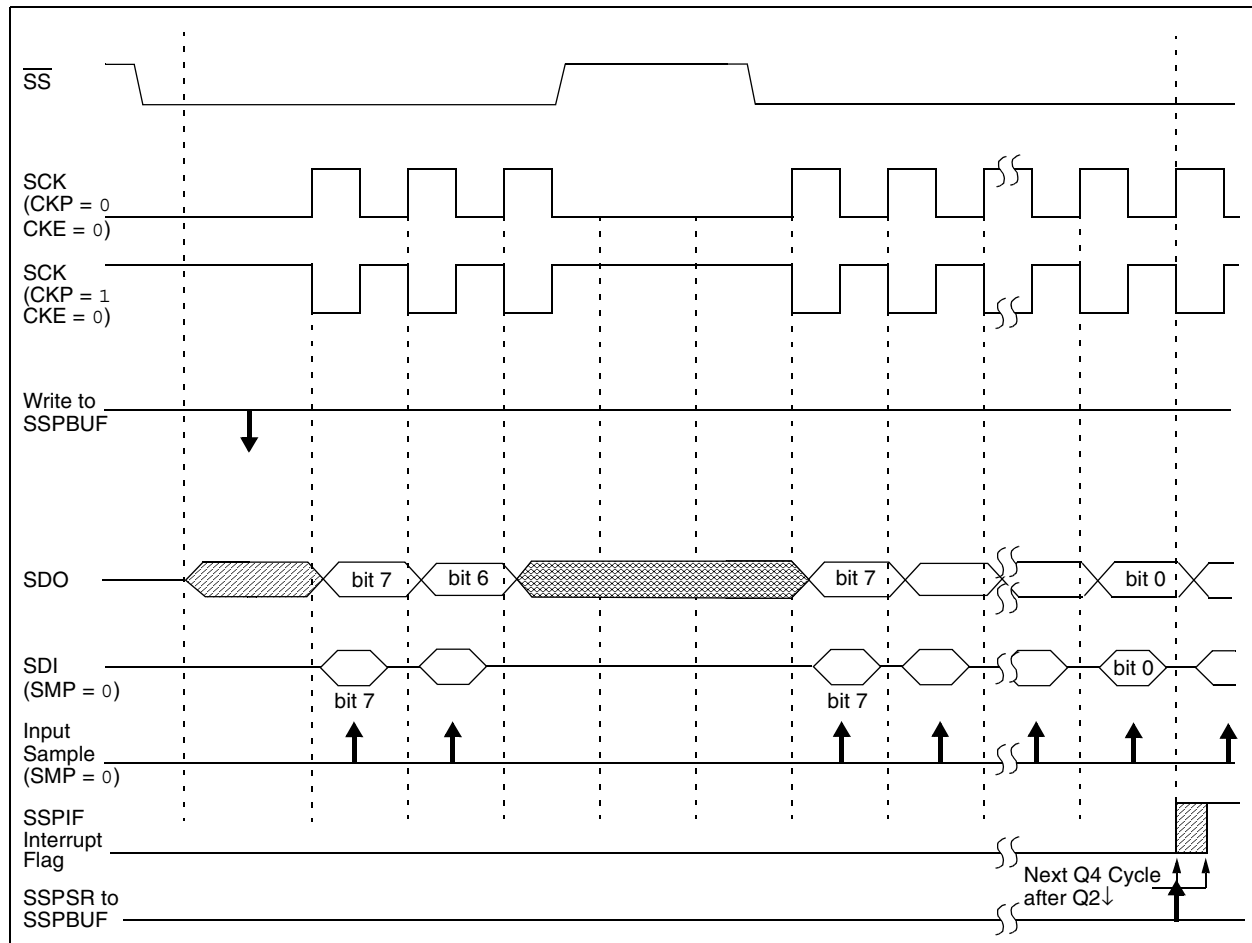 SS
SCK
(CKP = 0
CKE = 0)
SCK
(CKP = 1
CKE = 0)
Write to
SSPBUF
SDO
bit 7
bit 6
bit 7
bit 0
SDI
(SMP = 0)
bit 7
bit 7
bit 0
Input
Sample
(SMP = 0)
SSPIF
Interrupt
Flag
Next Q4 Cycle
after Q2↓
SSPSR to
SSPBUF